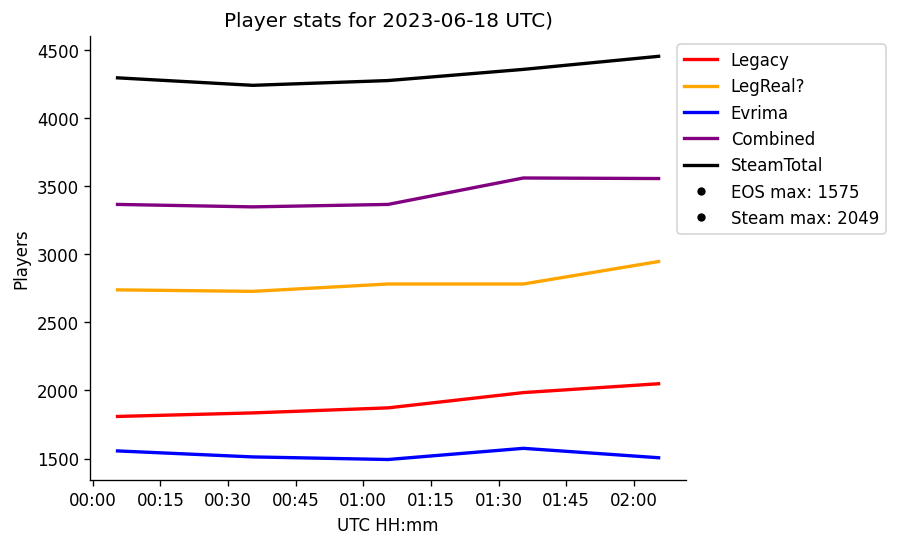 Player stats for 2023-06-18 UTC)
4500
4000
3500
3000
2500
2000
1500
Players
00:00 00:15 00:30 00:45 01:00 01:15 01:30 01:45 02:00
UTC HH:mm
Legacy
LegReal?
Evrima
Combined
SteamTotal
EOS max: 1575
Steam max: 2049